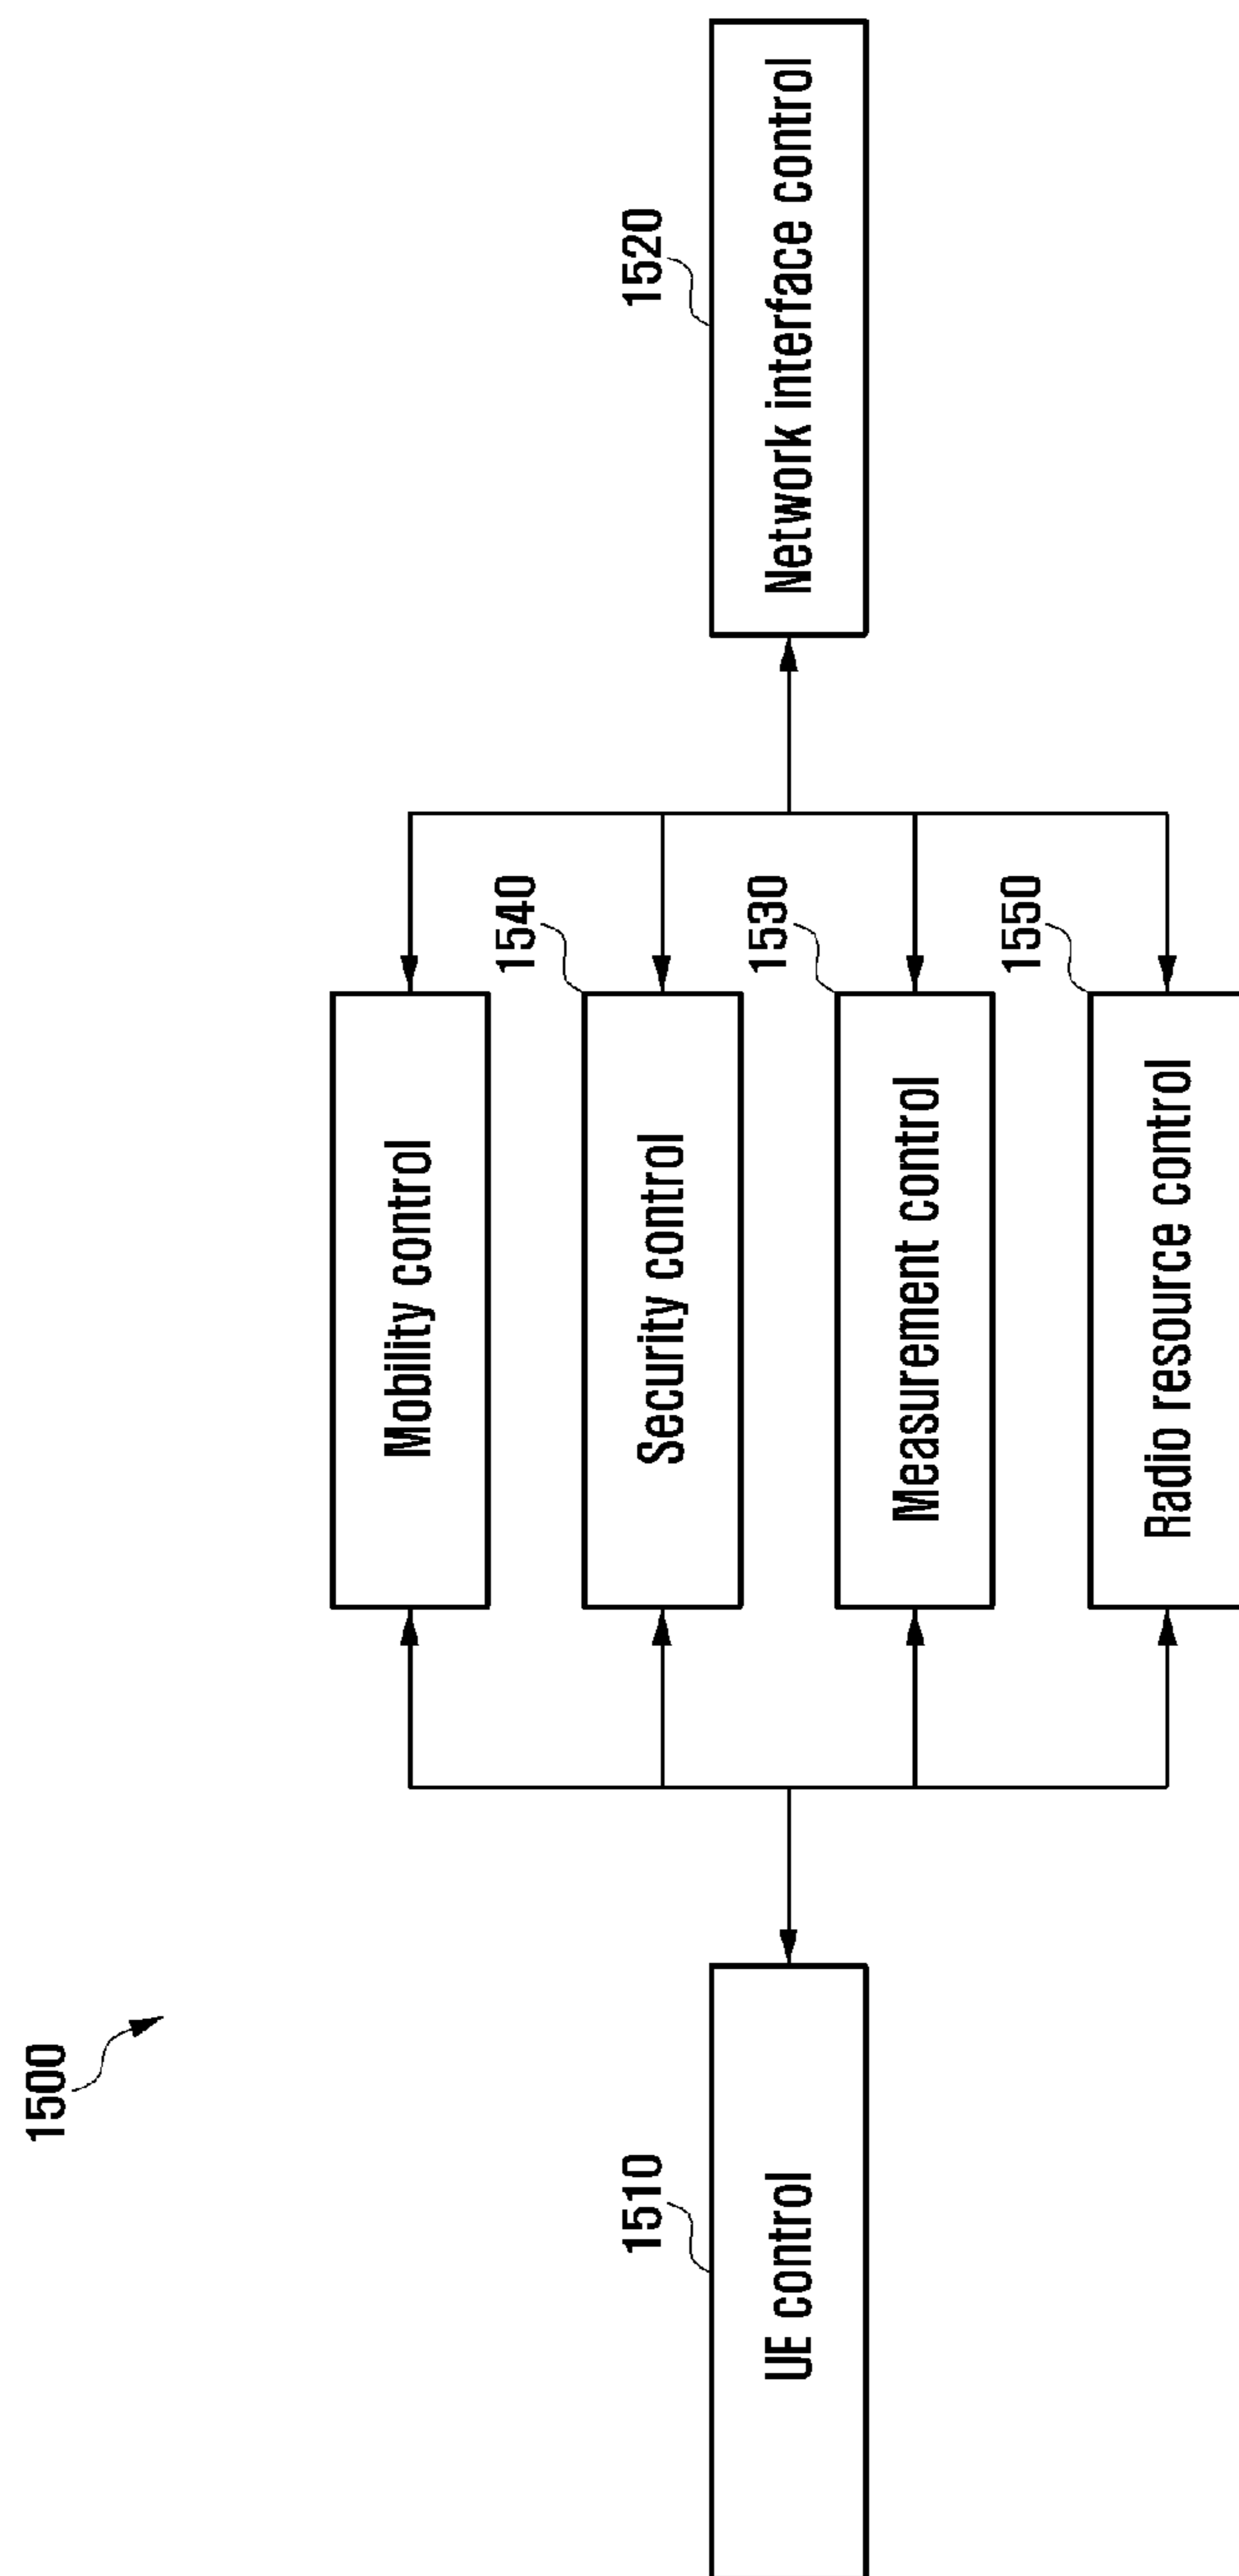 1500
Mobility control
1540
Security control
1510
UE control
1520
Network interface control
1530
Measurement control
1550
Radio resource control